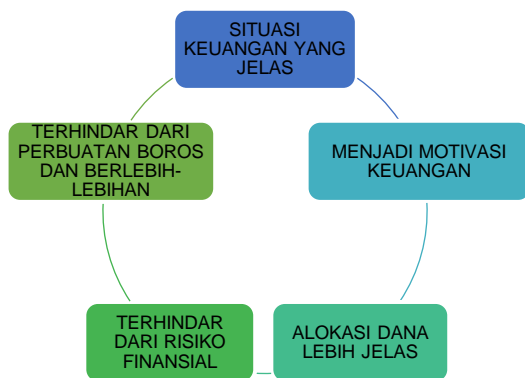 SITUASI
KEUANGAN YANG
JELAS
MENJADI MOTIVASI
KEUANGAN
ALOKASI DANA
LEBIH JELAS
TERHINDAR
DARI RISIKO
FINANSIAL
TERHINDAR DARI
PERBUATAN BOROS
DAN BERLEBIH-
LEBIHAN